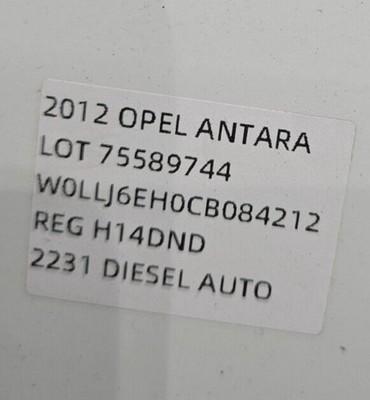 2012 OPEL ANTARA
LOT 75589744
W0LLJ6EH0CB084212
REG H14DND
2231 DIESEL AUTO